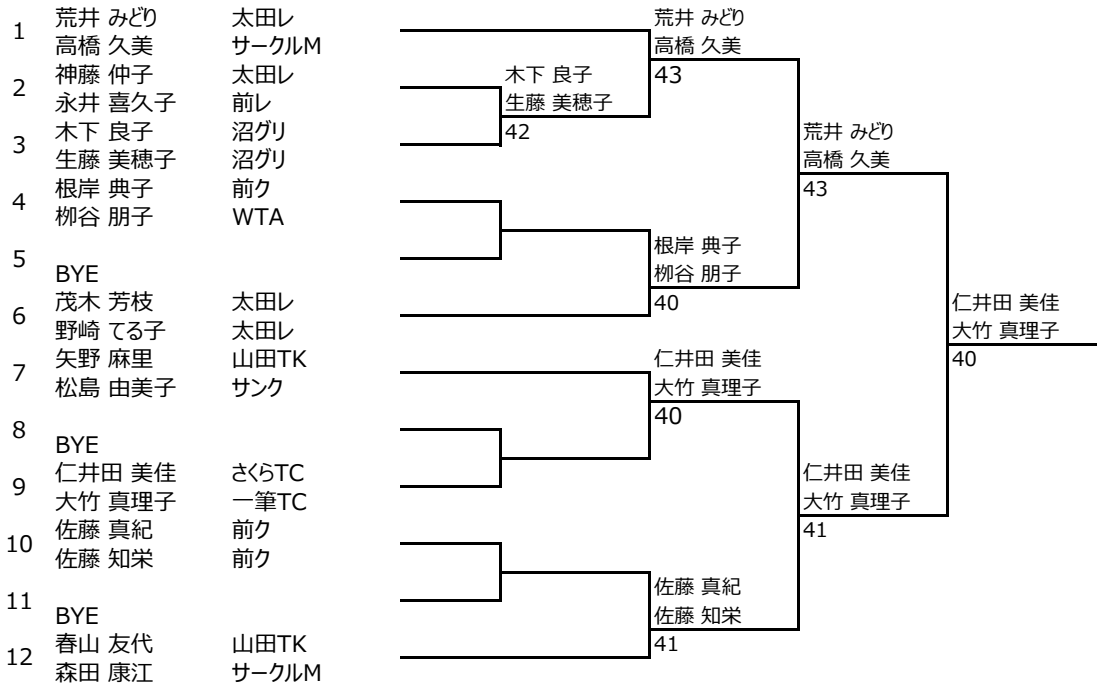 1
荒井 みどり 太田レ
高橋 久美 サークルM
2
神藤 仲子 太田レ
永井 喜久子 前レ
3
木下 良子 沼グリ
生藤 美穂子 沼グリ
4
根岸 典子 前ク
栁谷 朋子 WTA
5
BYE
6
茂木 芳枝 太田レ
野崎 てる子 太田レ
7
矢野 麻里 山田TK
松島 由美子 サンク
8
BYE
9
仁井田 美佳 さくらTC
大竹 真理子 一筆TC
10
佐藤 真紀 前ク
佐藤 知栄 前ク
11
BYE
12
春山 友代 山田TK
森田 康江 サークルM
木下 良子
生藤 美穂子
42
荒井 みどり
高橋 久美
43
根岸 典子
栁谷 朋子
40
仁井田 美佳
大竹 真理子
40
佐藤 真紀
佐藤 知栄
41
荒井 みどり
高橋 久美
43
仁井田 美佳
大竹 真理子
41
仁井田 美佳
大竹 真理子
40